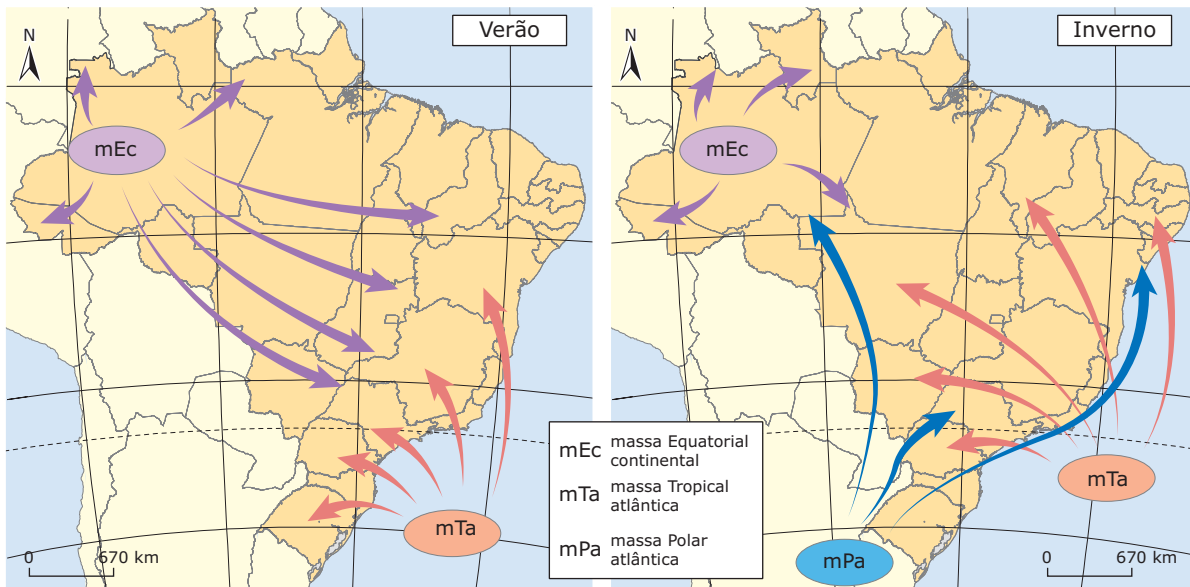 Verão
N
mEc
mTa
0 670 km
Inverno
N
mEc
mTa
mPa
0 670 km
mEc massa Equatorial
continental
mTa massa Tropical
atlântica
mPa massa Polar
atlântica